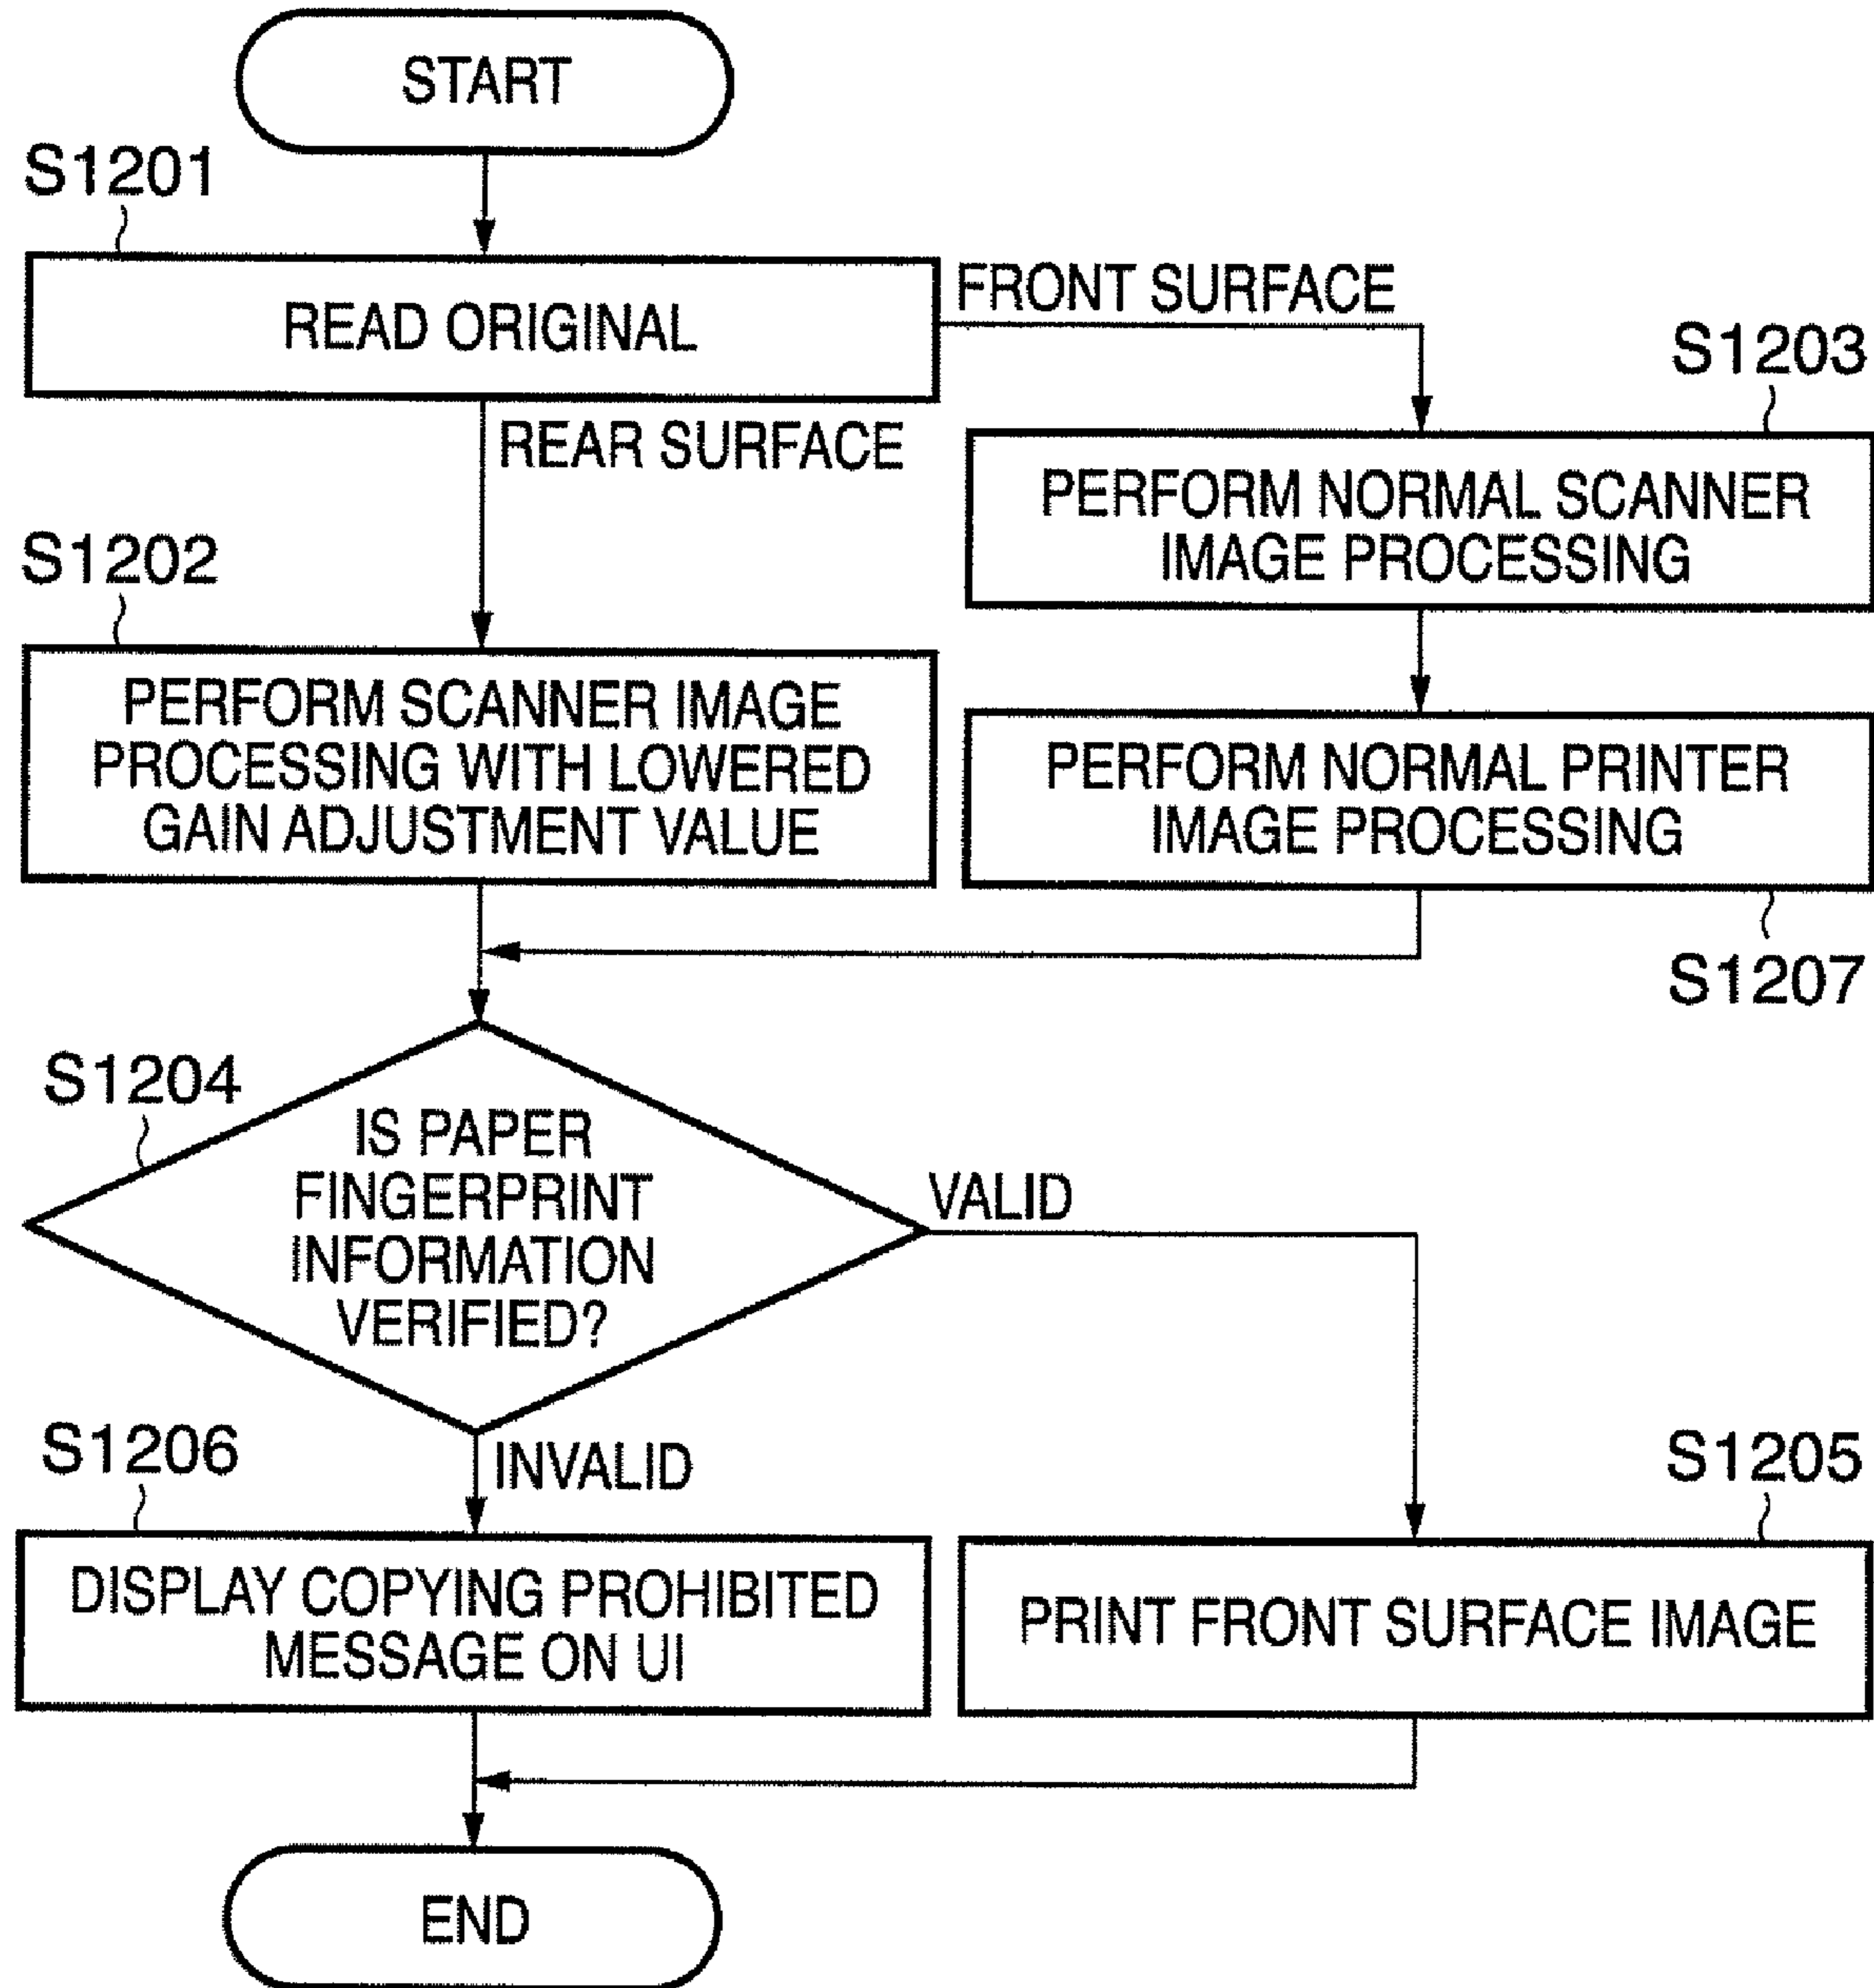 START
S1201
READ ORIGINAL
FRONT SURFACE
REAR SURFACE
S1203
PERFORM NORMAL SCANNER
IMAGE PROCESSING
S1202
PERFORM SCANNER IMAGE
PROCESSING WITH LOWERED
GAIN ADJUSTMENT VALUE
PERFORM NORMAL PRINTER
IMAGE PROCESSING
S1207
S1204
IS PAPER
FINGERPRINT
INFORMATION
VERIFIED?
VALID
INVALID
S1206
DISPLAY COPYING PROHIBITED
MESSAGE ON UI
S1205
PRINT FRONT SURFACE IMAGE
END